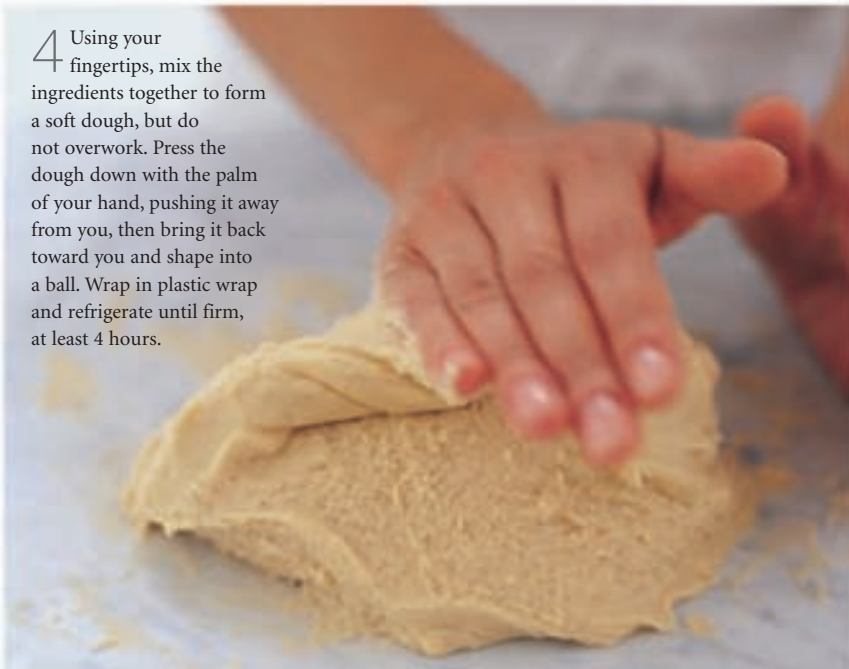 4 Using your
fingertips, mix the
ingredients together to form
a soft dough, but do
not overwork. Press the
dough down with the palm
of your hand, pushing it away
from you, then bring it back
toward you and shape into
a ball. Wrap in plastic wrap
and refrigerate until firm,
at least 4 hours.